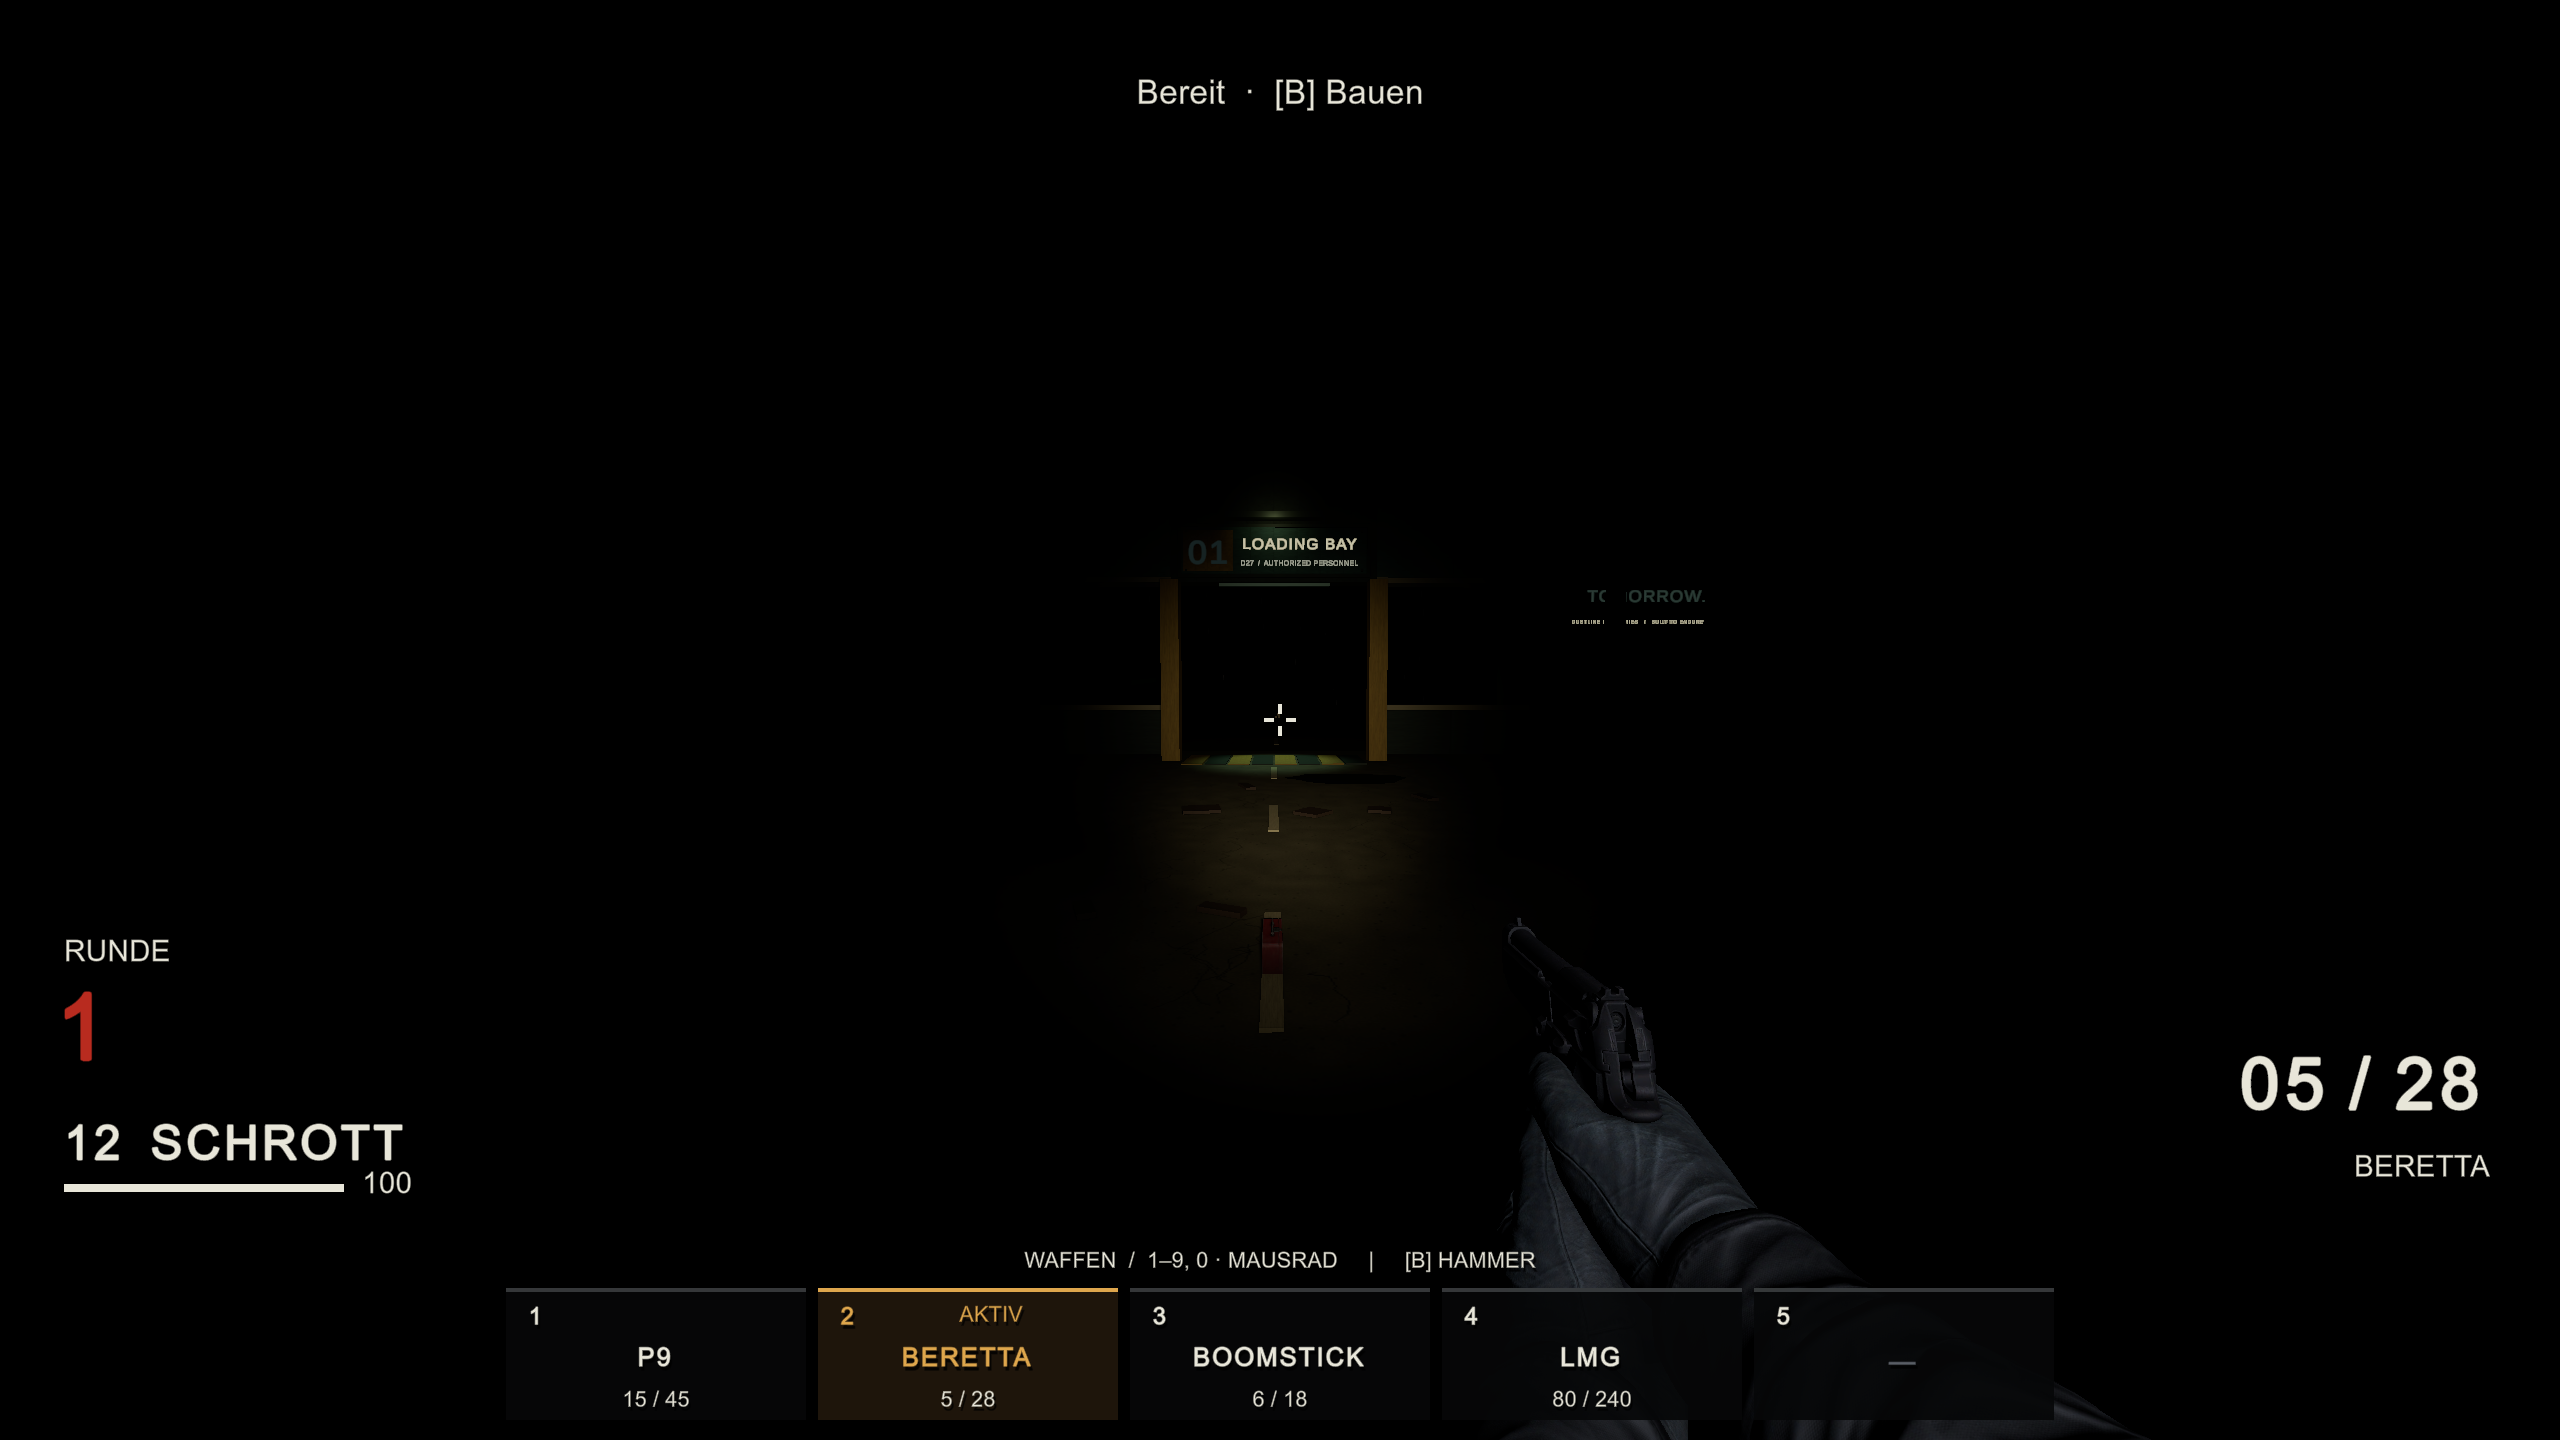 Bereit · [B] Bauen
01
LOADING BAY
D27 / AUTHORIZED PERSONNEL
ORROW.
RUNDE
1
12 SCHROTT
100
05 / 28
BERETTA
WAFFEN / 1–9, 0 · MAUSRAD | [B] HAMMER
1
P9
15 / 45
2 AKTIV
BERETTA
5 / 28
3
BOOMSTICK
6 / 18
4
LMG
80 / 240
5
—